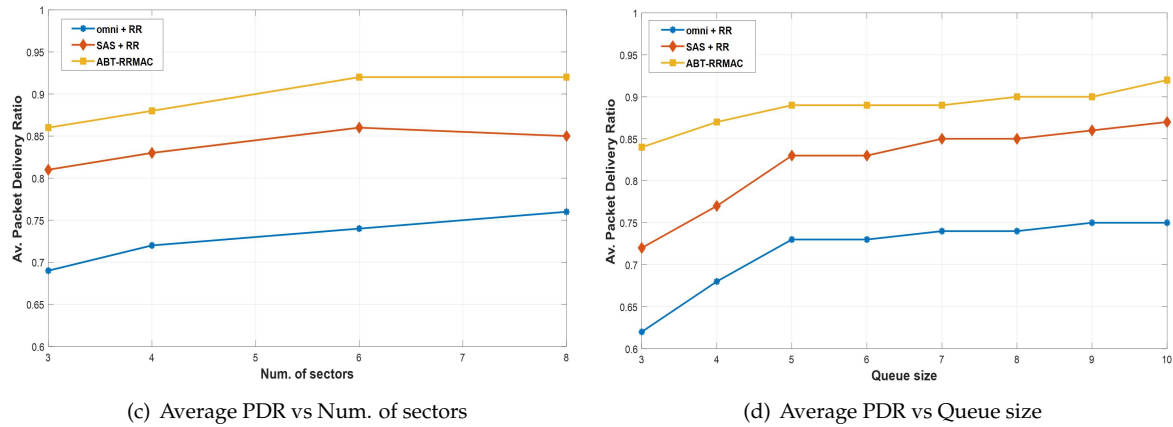 1
0.95
0.9
0.85
0.8
0.75
0.7
0.65
0.6
Av. Packet Delivery Ratio
omni + RR
SAS + RR
ABT-RRMAC
3 4 5 6 7 8
Num. of sectors
(c) Average PDR vs Num. of sectors
1
0.95
0.9
0.85
0.8
0.75
0.7
0.65
0.6
Av. Packet Delivery Ratio
omni + RR
SAS + RR
ABT-RRMAC
3 4 5 6 7 8 9 10
Queue size
(d) Average PDR vs Queue size